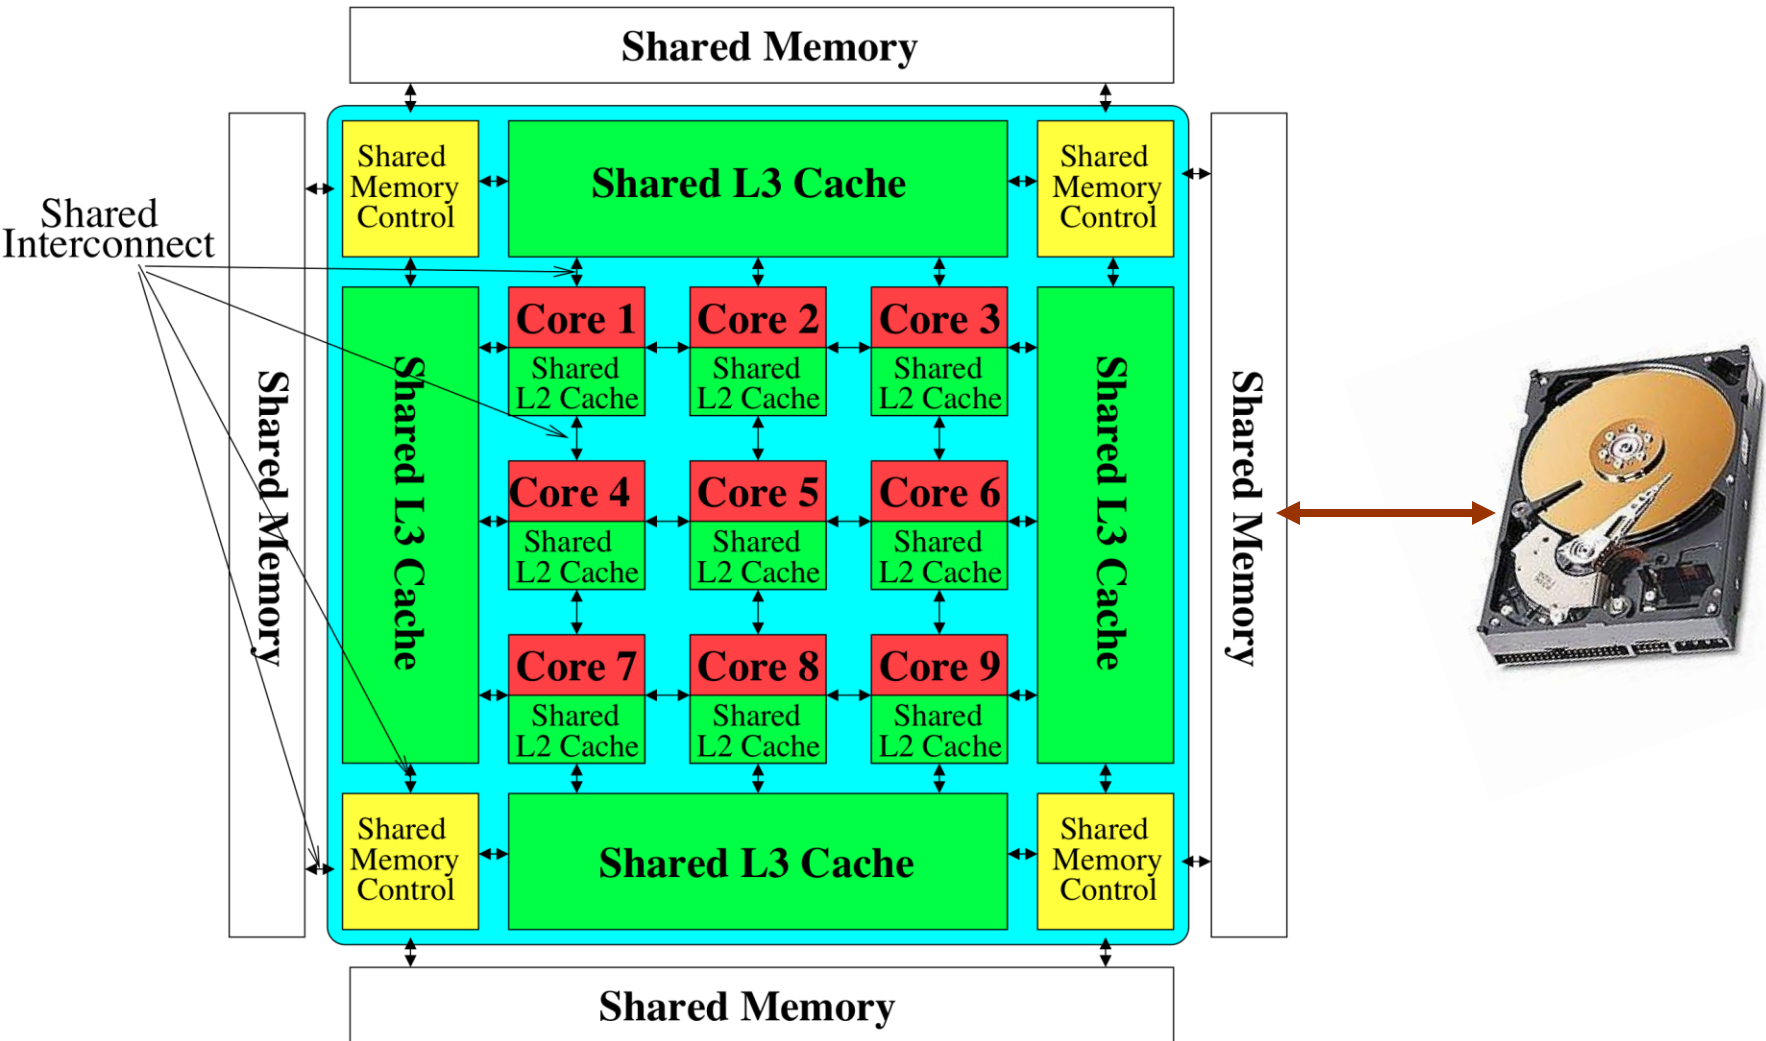 Shared Memory
Shared
Memory
Control
Shared L3 Cache
Shared
Memory
Control
Shared
Interconnect
Shared Memory
Shared L3 Cache
Core 1
Shared
L2 Cache
Core 2
Shared
L2 Cache
Core 3
Shared
L2 Cache
Shared L3 Cache
Shared Memory
Core 4
Shared
L2 Cache
Core 5
Shared
L2 Cache
Core 6
Shared
L2 Cache
Core 7
Shared
L2 Cache
Core 8
Shared
L2 Cache
Core 9
Shared
L2 Cache
Shared
Memory
Control
Shared L3 Cache
Shared
Memory
Control
Shared Memory